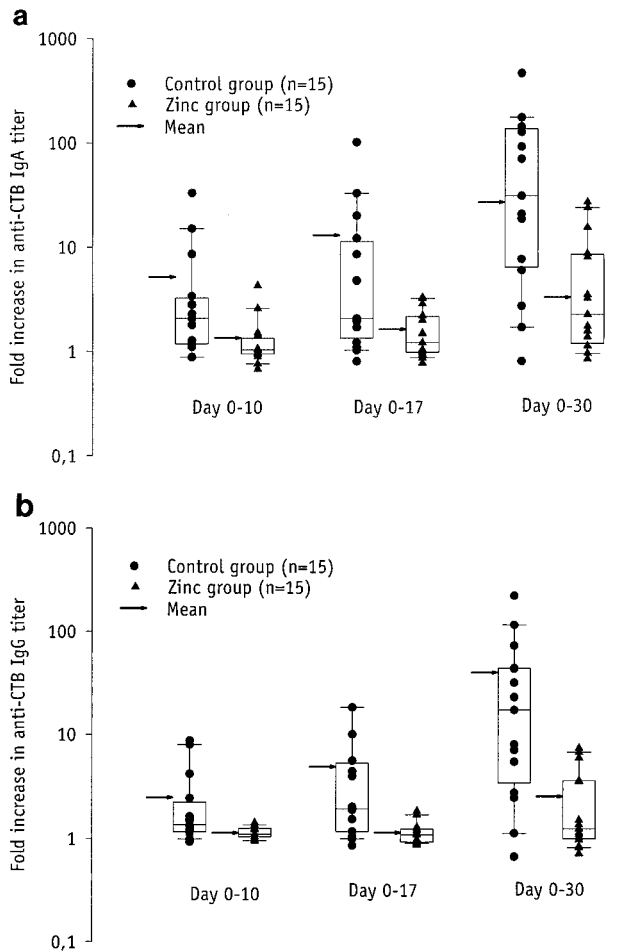 a
1000
100
10
1
0,1
Fold increase in anti-CTB IgA titer
Control group (n=15)
Zinc group (n=15)
Mean
Day 0-10
Day 0-17
Day 0-30
b
1000
100
10
1
0,1
Fold increase in anti-CTB IgG titer
Control group (n=15)
Zinc group (n=15)
Mean
Day 0-10
Day 0-17
Day 0-30